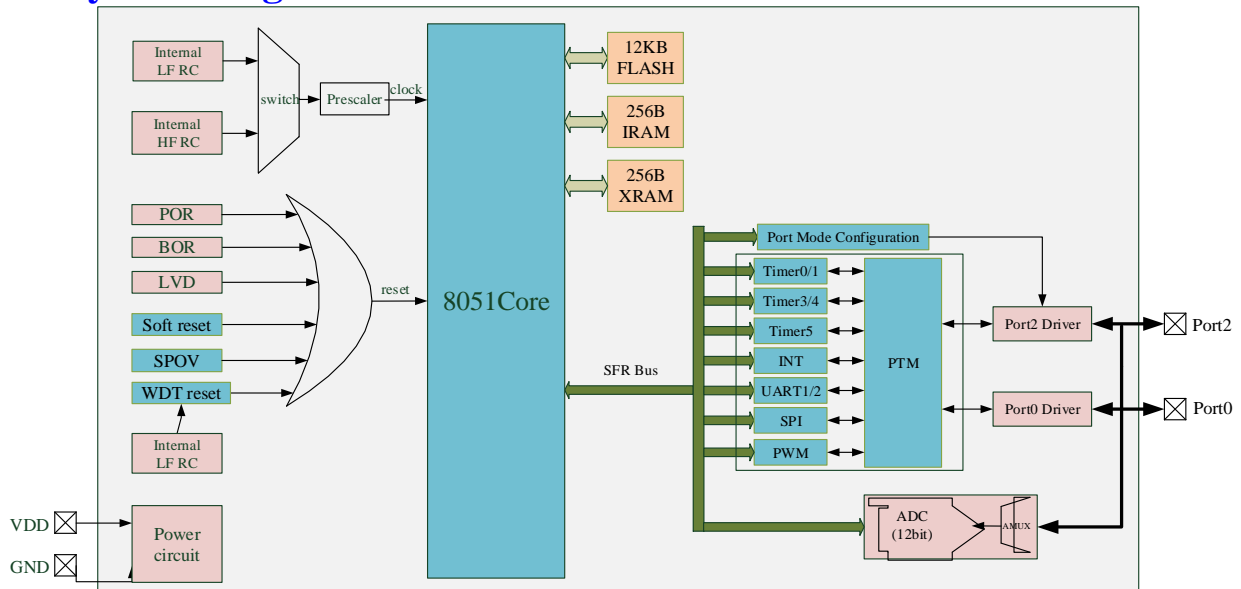 Internal
LF RC
Internal
HF RC
switch
Prescaler
clock
12KB
FLASH
256B
IRAM
256B
XRAM
POR
BOR
LVD
Soft reset
SPOV
WDT reset
Internal
LF RC
reset
8051Core
SFR Bus
Port Mode Configuration
Timer0/1
Timer3/4
Timer5
INT
UART1/2
SPI
PWM
PTM
Port2 Driver
Port0 Driver
Port2
Port0
ADC
(12bit)
AMUX
VDD
GND
Power
circuit